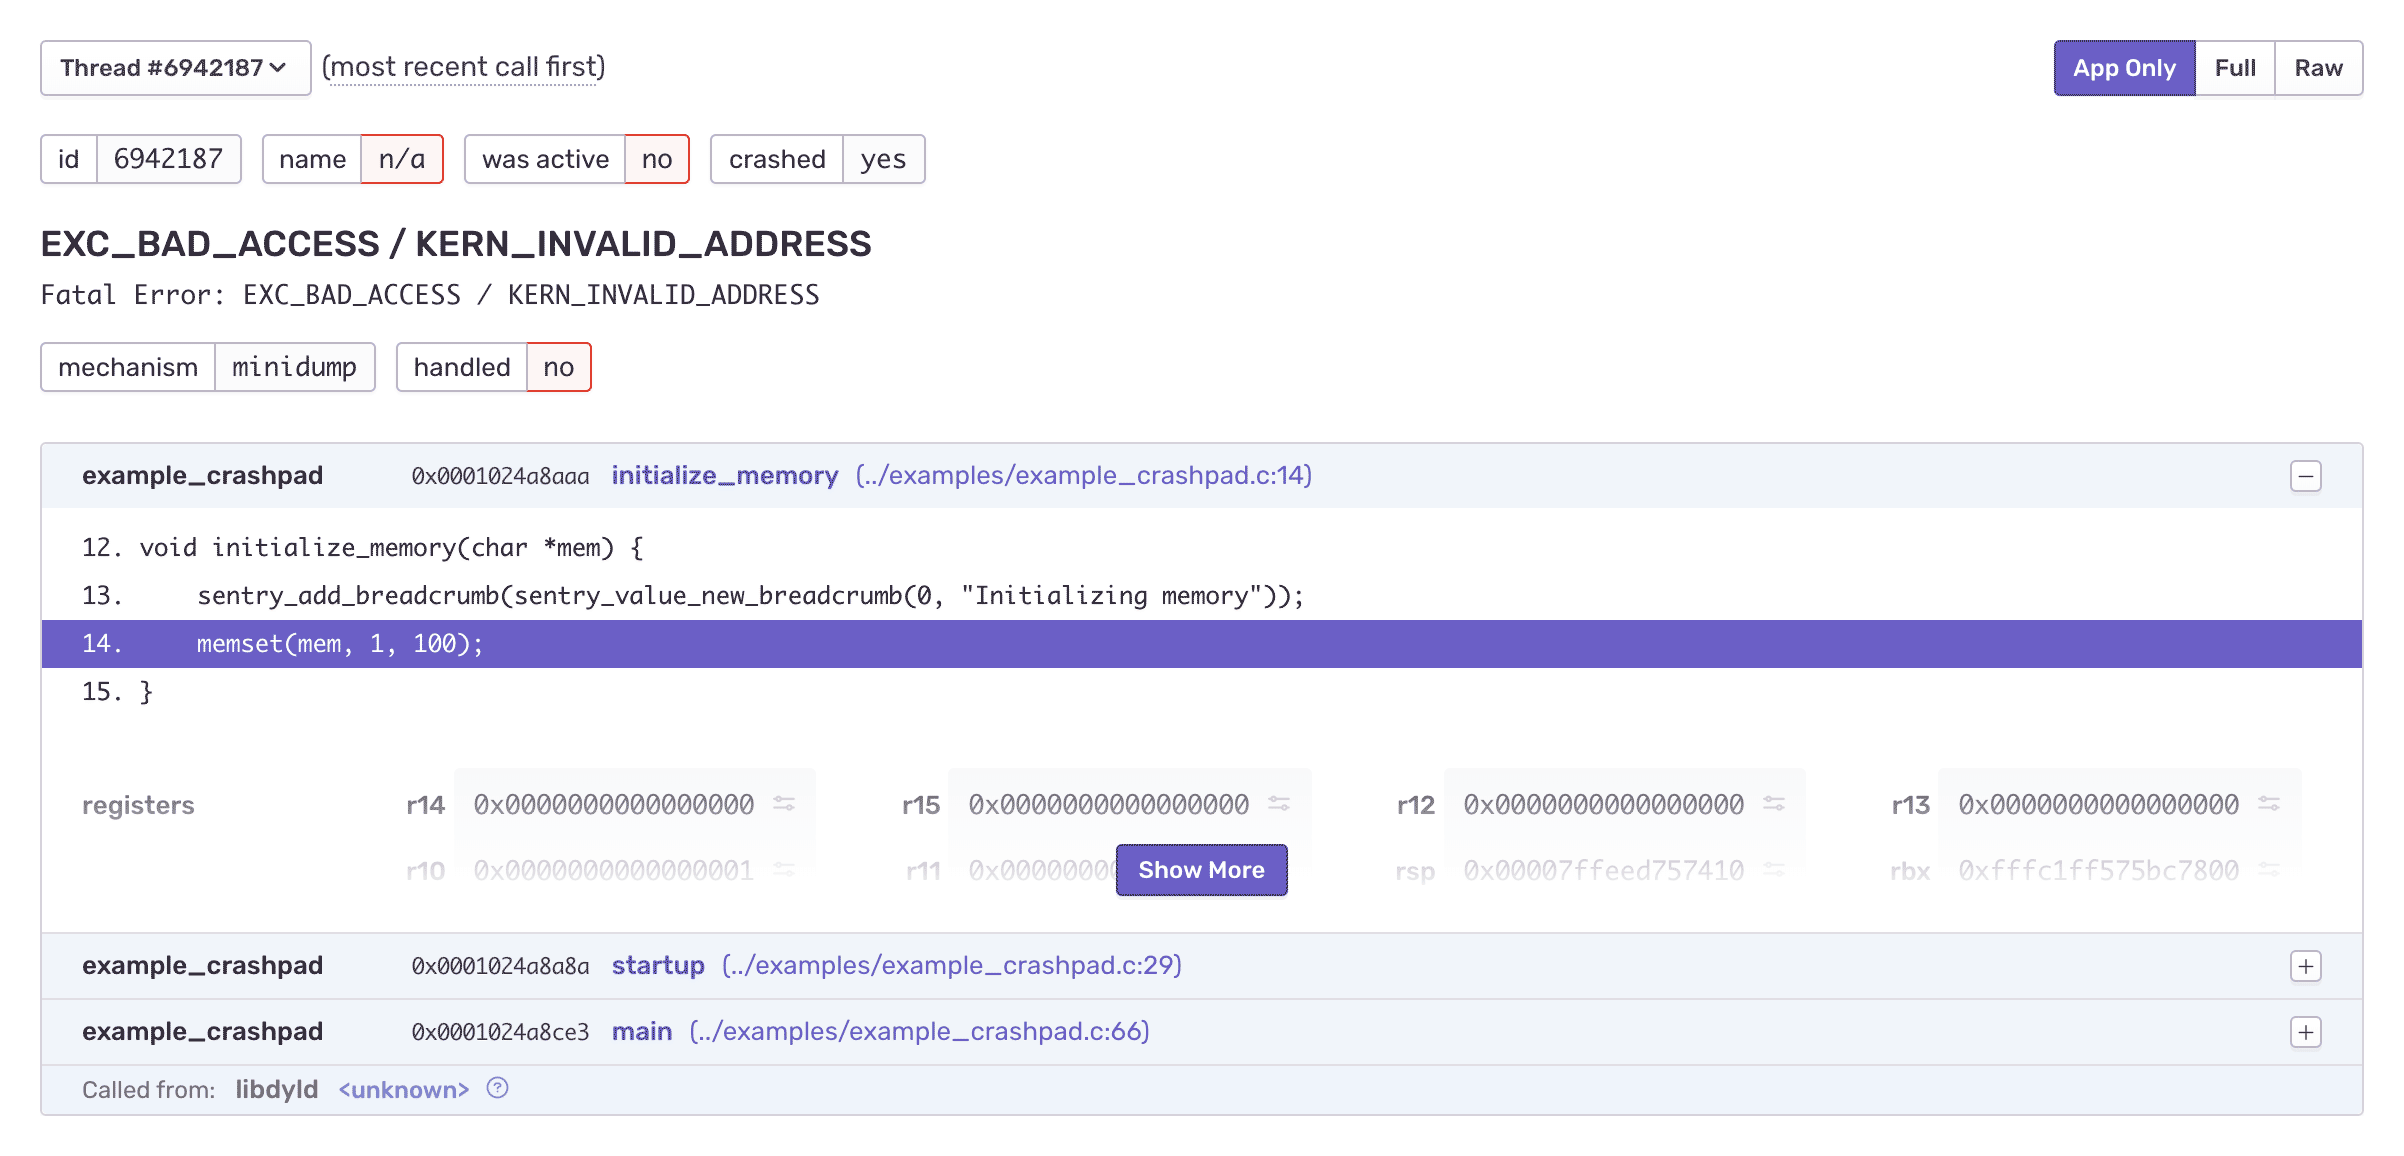 Thread #6942187 (most recent call first) App Only Full Raw
id 6942187 name n/a was active no crashed yes
EXC_BAD_ACCESS / KERN_INVALID_ADDRESS
Fatal Error: EXC_BAD_ACCESS / KERN_INVALID_ADDRESS
mechanism minidump handled no
example_crashpad 0x0001024a8aaa initialize_memory (../examples/example_crashpad.c:14)
12. void initialize_memory(char *mem) {
13. sentry_add_breadcrumb(sentry_value_new_breadcrumb(0, "Initializing memory"));
14. memset(mem, 1, 100);
15. }
registers r14 0x0000000000000000 r15 0x0000000000000000 r12 0x0000000000000000 r13 0x0000000000000000
r10 0x0000000000000001 r11 Show More rsp 0x00007ffeed757410 rbx 0xfffc1ff575bc7800
example_crashpad 0x0001024a8a8a startup (../examples/example_crashpad.c:29)
example_crashpad 0x0001024a8ce3 main (../examples/example_crashpad.c:66)
Called from: libdyld <unknown> ?